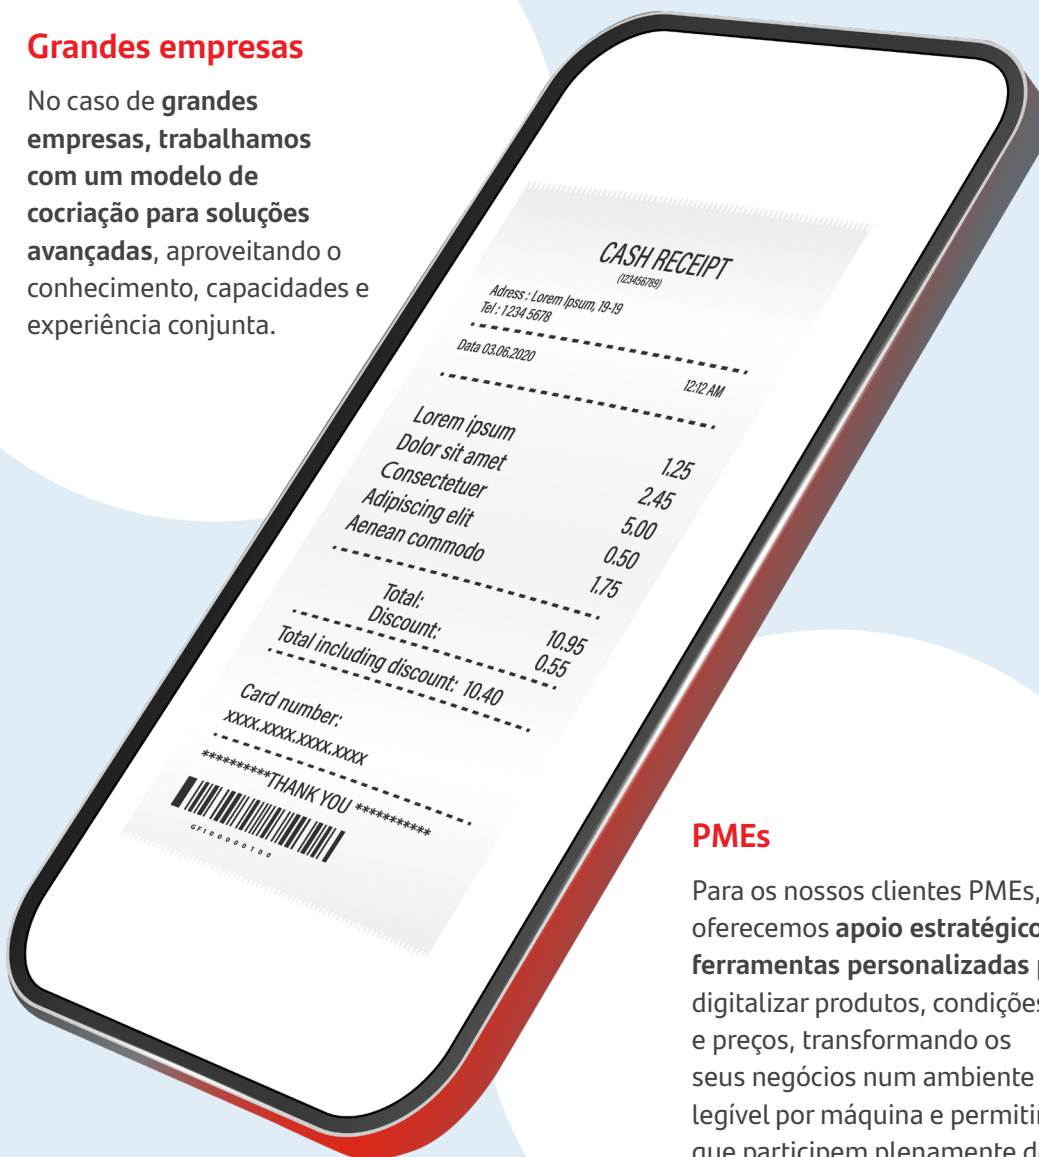 Grandes empresas
No caso de grandes
empresas, trabalhamos
com um modelo de
cocriação para soluções
avançadas, aproveitando o
conhecimento, capacidades e
experiência conjunta.
CASH RECEIPT
(123456789)
Adress : Lorem Ipsum, 19-19
Tel : 1 234 5678
Data 03.06.2020 12:12 AM
Lorem ipsum 1.25
Dolor sit amet 2.45
Consectetuer 5.00
Adipiscing elit 0.50
Aenean commodo 1.75
Total: 10.95
Discount: 0.55
Total including discount: 10.40
Card number:
xxxx.xxxx.xxxx.xxxx
**********THANK YOU ***********
GF100000100
PMEs
Para os nossos clientes PMEs,
oferecemos apoio estratégico
ferramentas personalizadas
digitalizar produtos, condições
e preços, transformando os
seus negócios num ambiente
legível por máquina e permitir
que participem plenamente